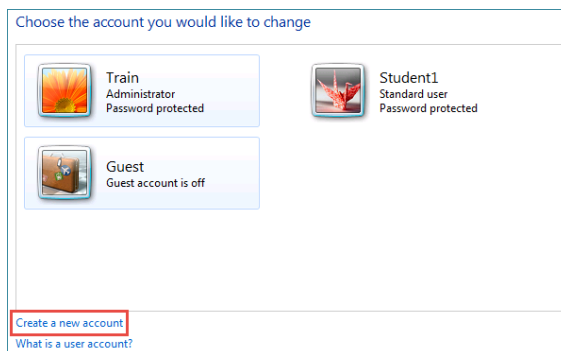 Choose the account you would like to change
Train
Administrator
Password protected
Student1
Standard user
Password protected
Guest
Guest account is off
Create a new account
What is a user account?